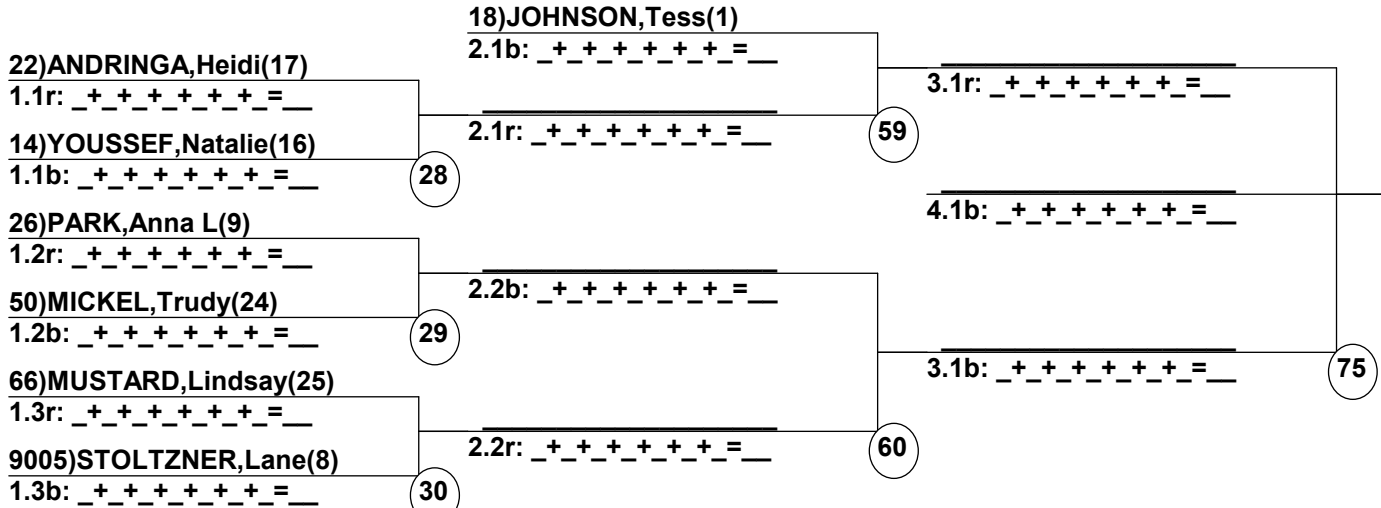 18)JOHNSON,Tess(1)
2.1b: _+_+_+_+_+_=__
22)ANDRINGA,Heidi(17)
1.1r: _+_+_+_+_+_=__
3.1r: _+_+_+_+_+_=__
14)YOUSSEF,Natalie(16)
2.1r: _+_+_+_+_+_=__
59
1.1b: _+_+_+_+_+_=__
28
26)PARK,Anna L(9)
4.1b: _+_+_+_+_+_=__
1.2r: _+_+_+_+_+_=__
50)MICKEL,Trudy(24)
2.2b: _+_+_+_+_+_=__
1.2b: _+_+_+_+_+_=__
29
66)MUSTARD,Lindsay(25)
3.1b: _+_+_+_+_+_=__
75
1.3r: _+_+_+_+_+_=__
9005)STOLTZNER,Lane(8)
2.2r: _+_+_+_+_+_=__
60
1.3b: _+_+_+_+_+_=__
30